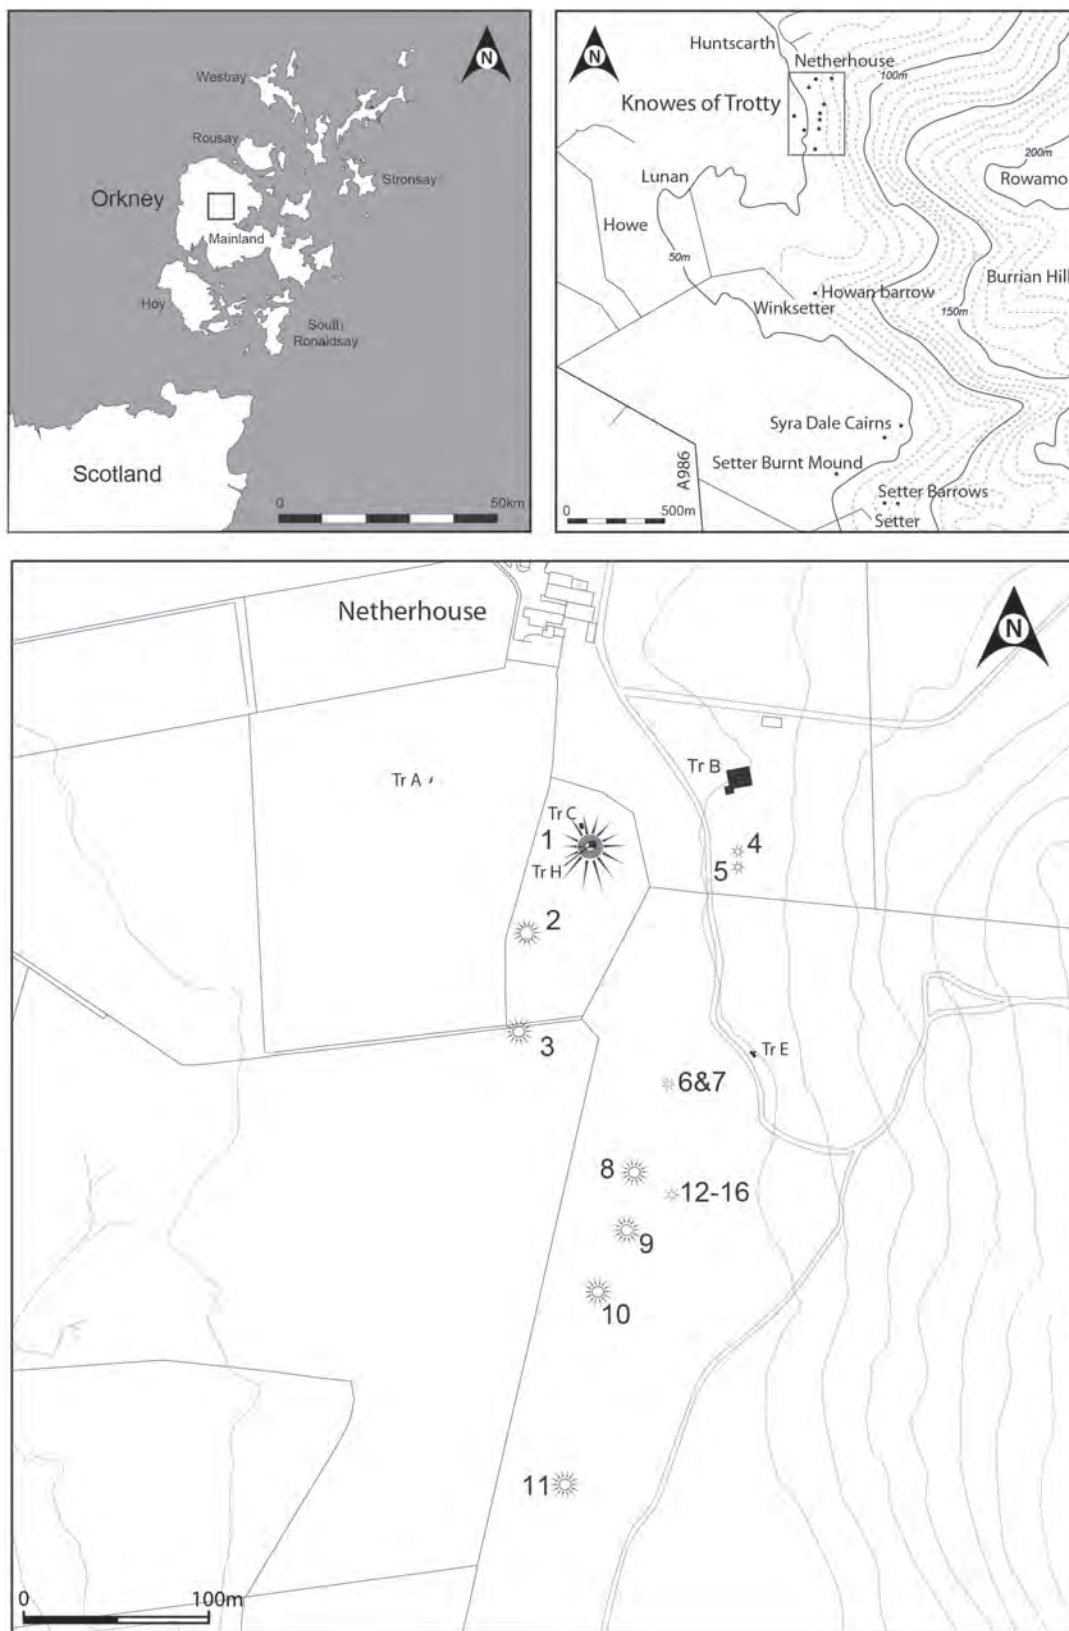 N
Westray
Rousay
Stronsay
Orkney
Mainland
Hoy
South
Ronaldsay
Scotland
0 50km
N
Huntscarth
Netherhouse
100m
Knowes of Trotty
200m
Rowamo
Lunan
Howe
50m
Burrian Hill
Howan barrow
Winksetter
150m
Syra Dale Cairns
Setter Burnt Mound
A986
Setter Barrows
Setter
0 500m
Netherhouse
N
Tr B
Tr A
Tr C
1
4
5
Tr H
2
3
Tr E
6&7
8
12-16
9
10
11
0 100m